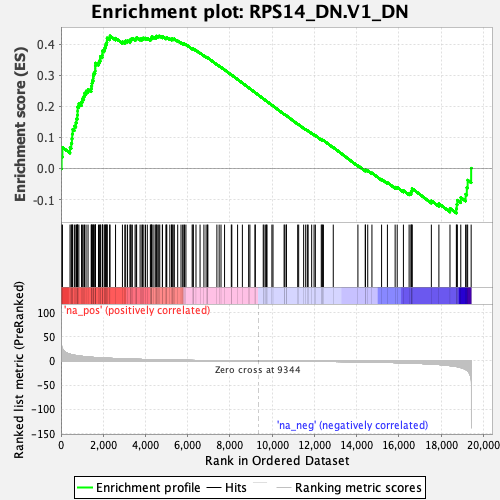 Enrichment plot: RPS14_DN.V1_DN
Enrichment score (ES)
0.4
0.3
0.2
0.1
0.0
-0.1
'na_pos' (positively correlated)
Ranked list metric (PreRanked)
100
50
0
-50
-100
-150
Zero cross at 9344
'na_neg' (negatively correlated)
0
2,000
4,000
6,000
8,000
10,000
12,000
14,000
16,000
18,000
20,000
Rank in Ordered Dataset
Enrichment profile
Hits
Ranking metric scores